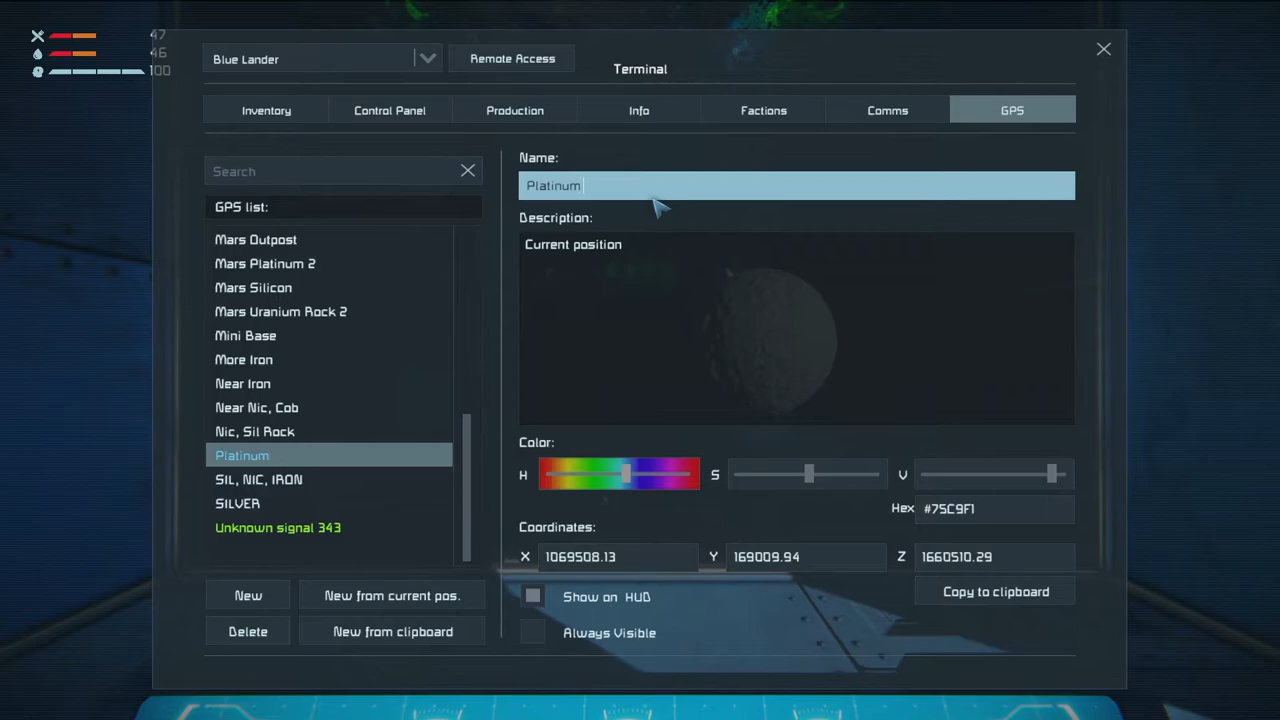 47
46
100
Blue Lander
Remote Access
Terminal
Inventory
Control Panel
Production
Info
Factions
Comms
GPS
Search
GPS list:
Mars Outpost
Mars Platinum 2
Mars Silicon
Mars Uranium Rock 2
Mini Base
More Iron
Near Iron
Near Nic, Cob
Nic, Sil Rock
Platinum
SIL, NIC, IRON
SILVER
Unknown signal 343
New
New from current pos.
Delete
New from clipboard
Name:
Platinum
Description:
Current position
Color:
H
S
V
Hex
#75C9F1
Coordinates:
X
1069508.13
Y
169009.94
Z
1660510.29
Show on HUD
Copy to clipboard
Always Visible